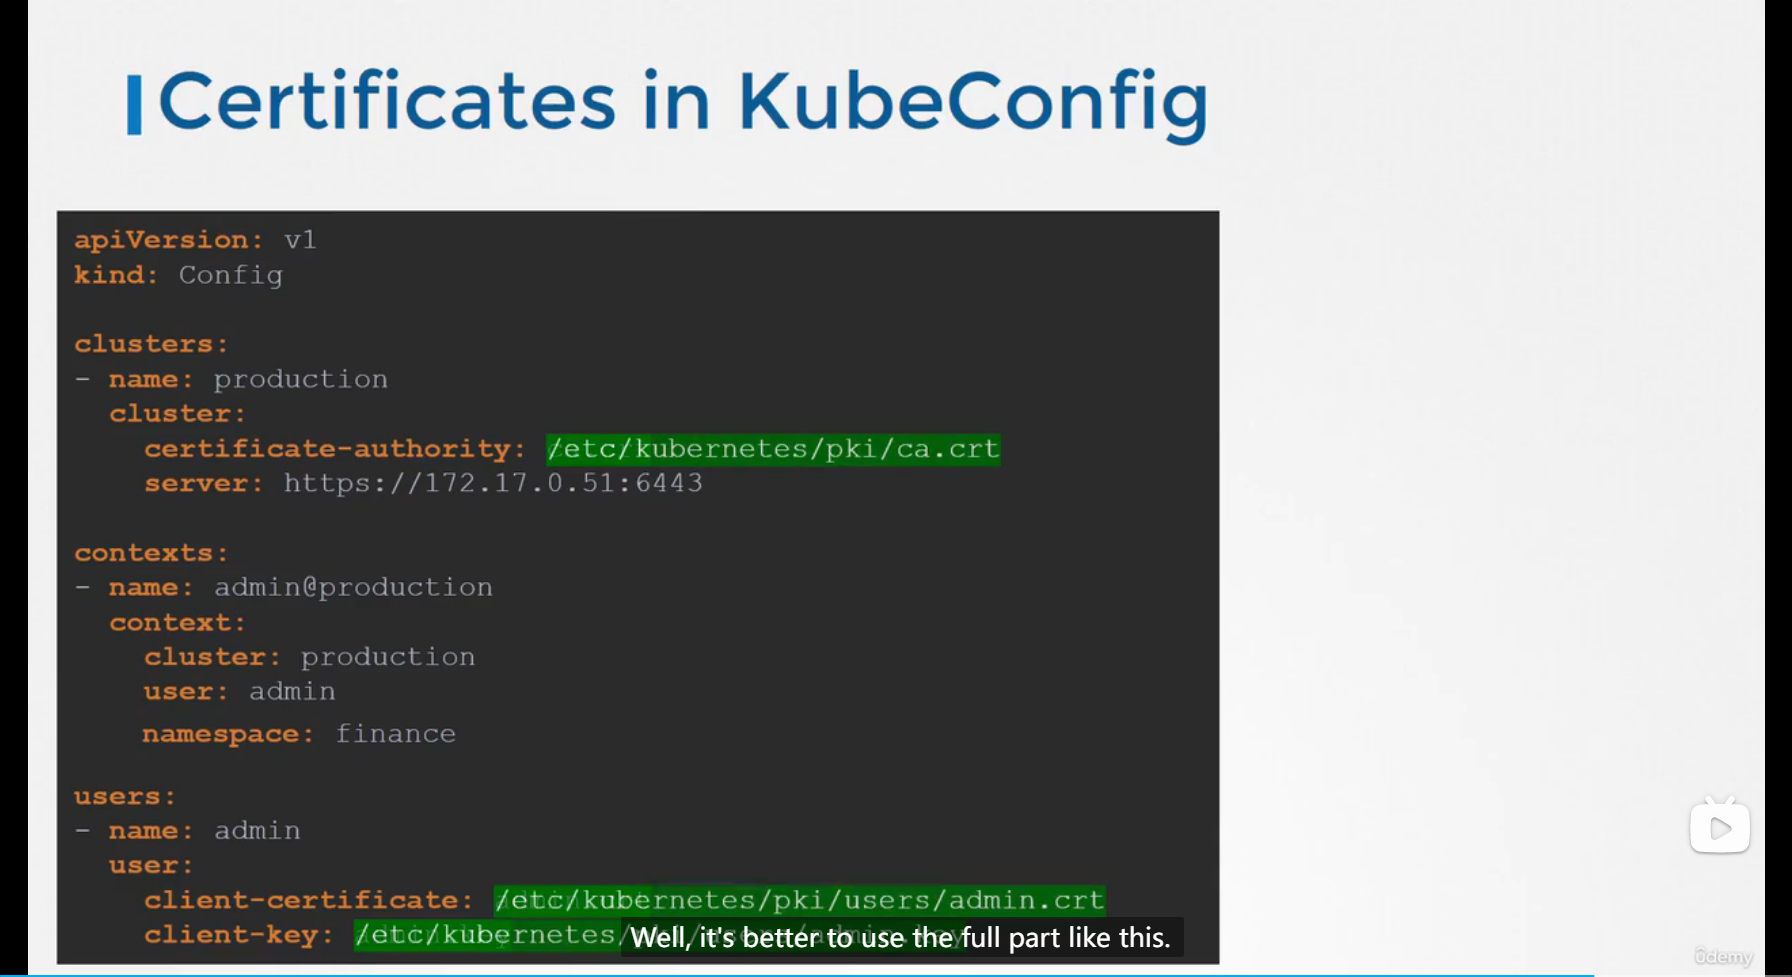 Certificates in KubeConfig
apiVersion: v1
kind: Config
clusters:
- name: production
cluster:
certificate-authority: /etc/kubernetes/pki/ca.crt
server: https://172.17.0.51:6443
contexts:
- name: admin@production
context:
cluster: production
user: admin
namespace: finance
users:
- name: admin
user:
client-certificate: /etc/kubernetes/pki/users/admin.crt
client-key: /etc/kubernetes/
Well, it's better to use the full part like this.
ûdemy